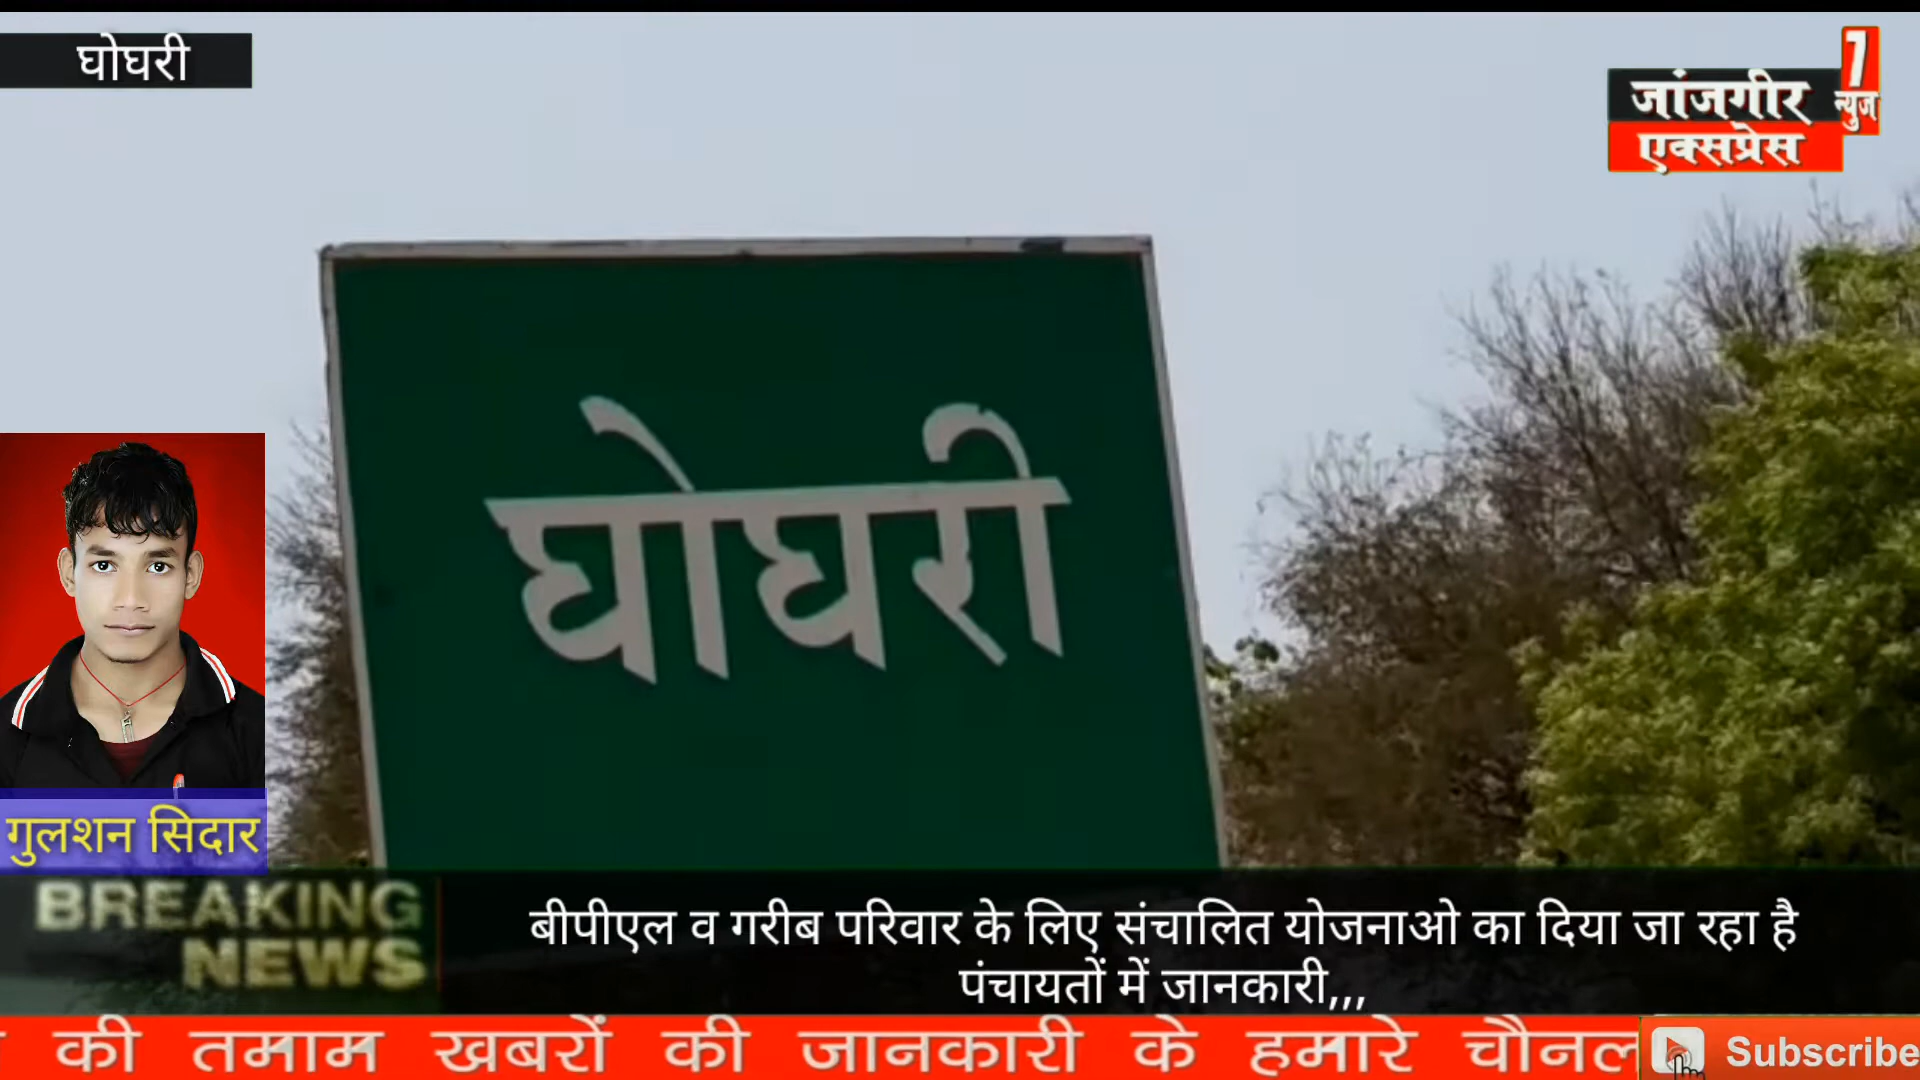 घोघरी
जांजगीर
एक्सप्रेस
7
न्युज
घोघरी
गुलशन सिदार
BREAKING
NEWS
बीपीएल व गरीब परिवार के लिए संचालित योजनाओ का दिया जा रहा है
पंचायतों में जानकारी,,,
की तमाम खबरों की जानकारी के हमारे चौनल
Subscribe